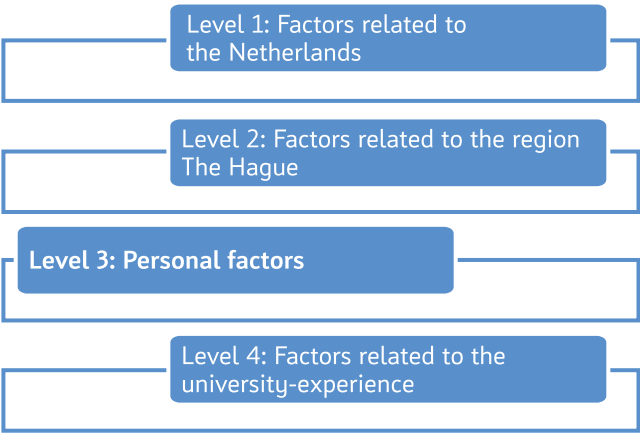 Level 1: Factors related to
the Netherlands
Level 2: Factors related to the region
The Hague
Level 3: Personal factors
Level 4: Factors related to the
university-experience